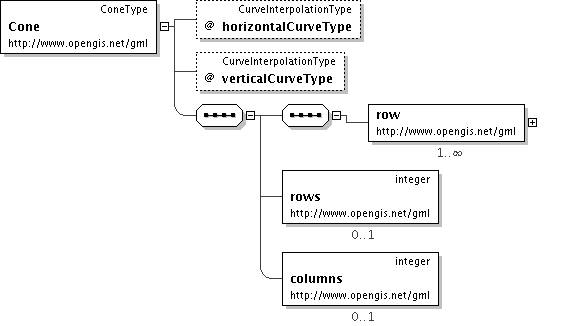 ConeType
Cone
http://www.opengis.net/gml
CurveInterpolationType
@ horizontalCurveType
CurveInterpolationType
@ verticalCurveType
row
http://www.opengis.net/gml
1..∞
integer
rows
http://www.opengis.net/gml
0..1
integer
columns
http://www.opengis.net/gml
0..1